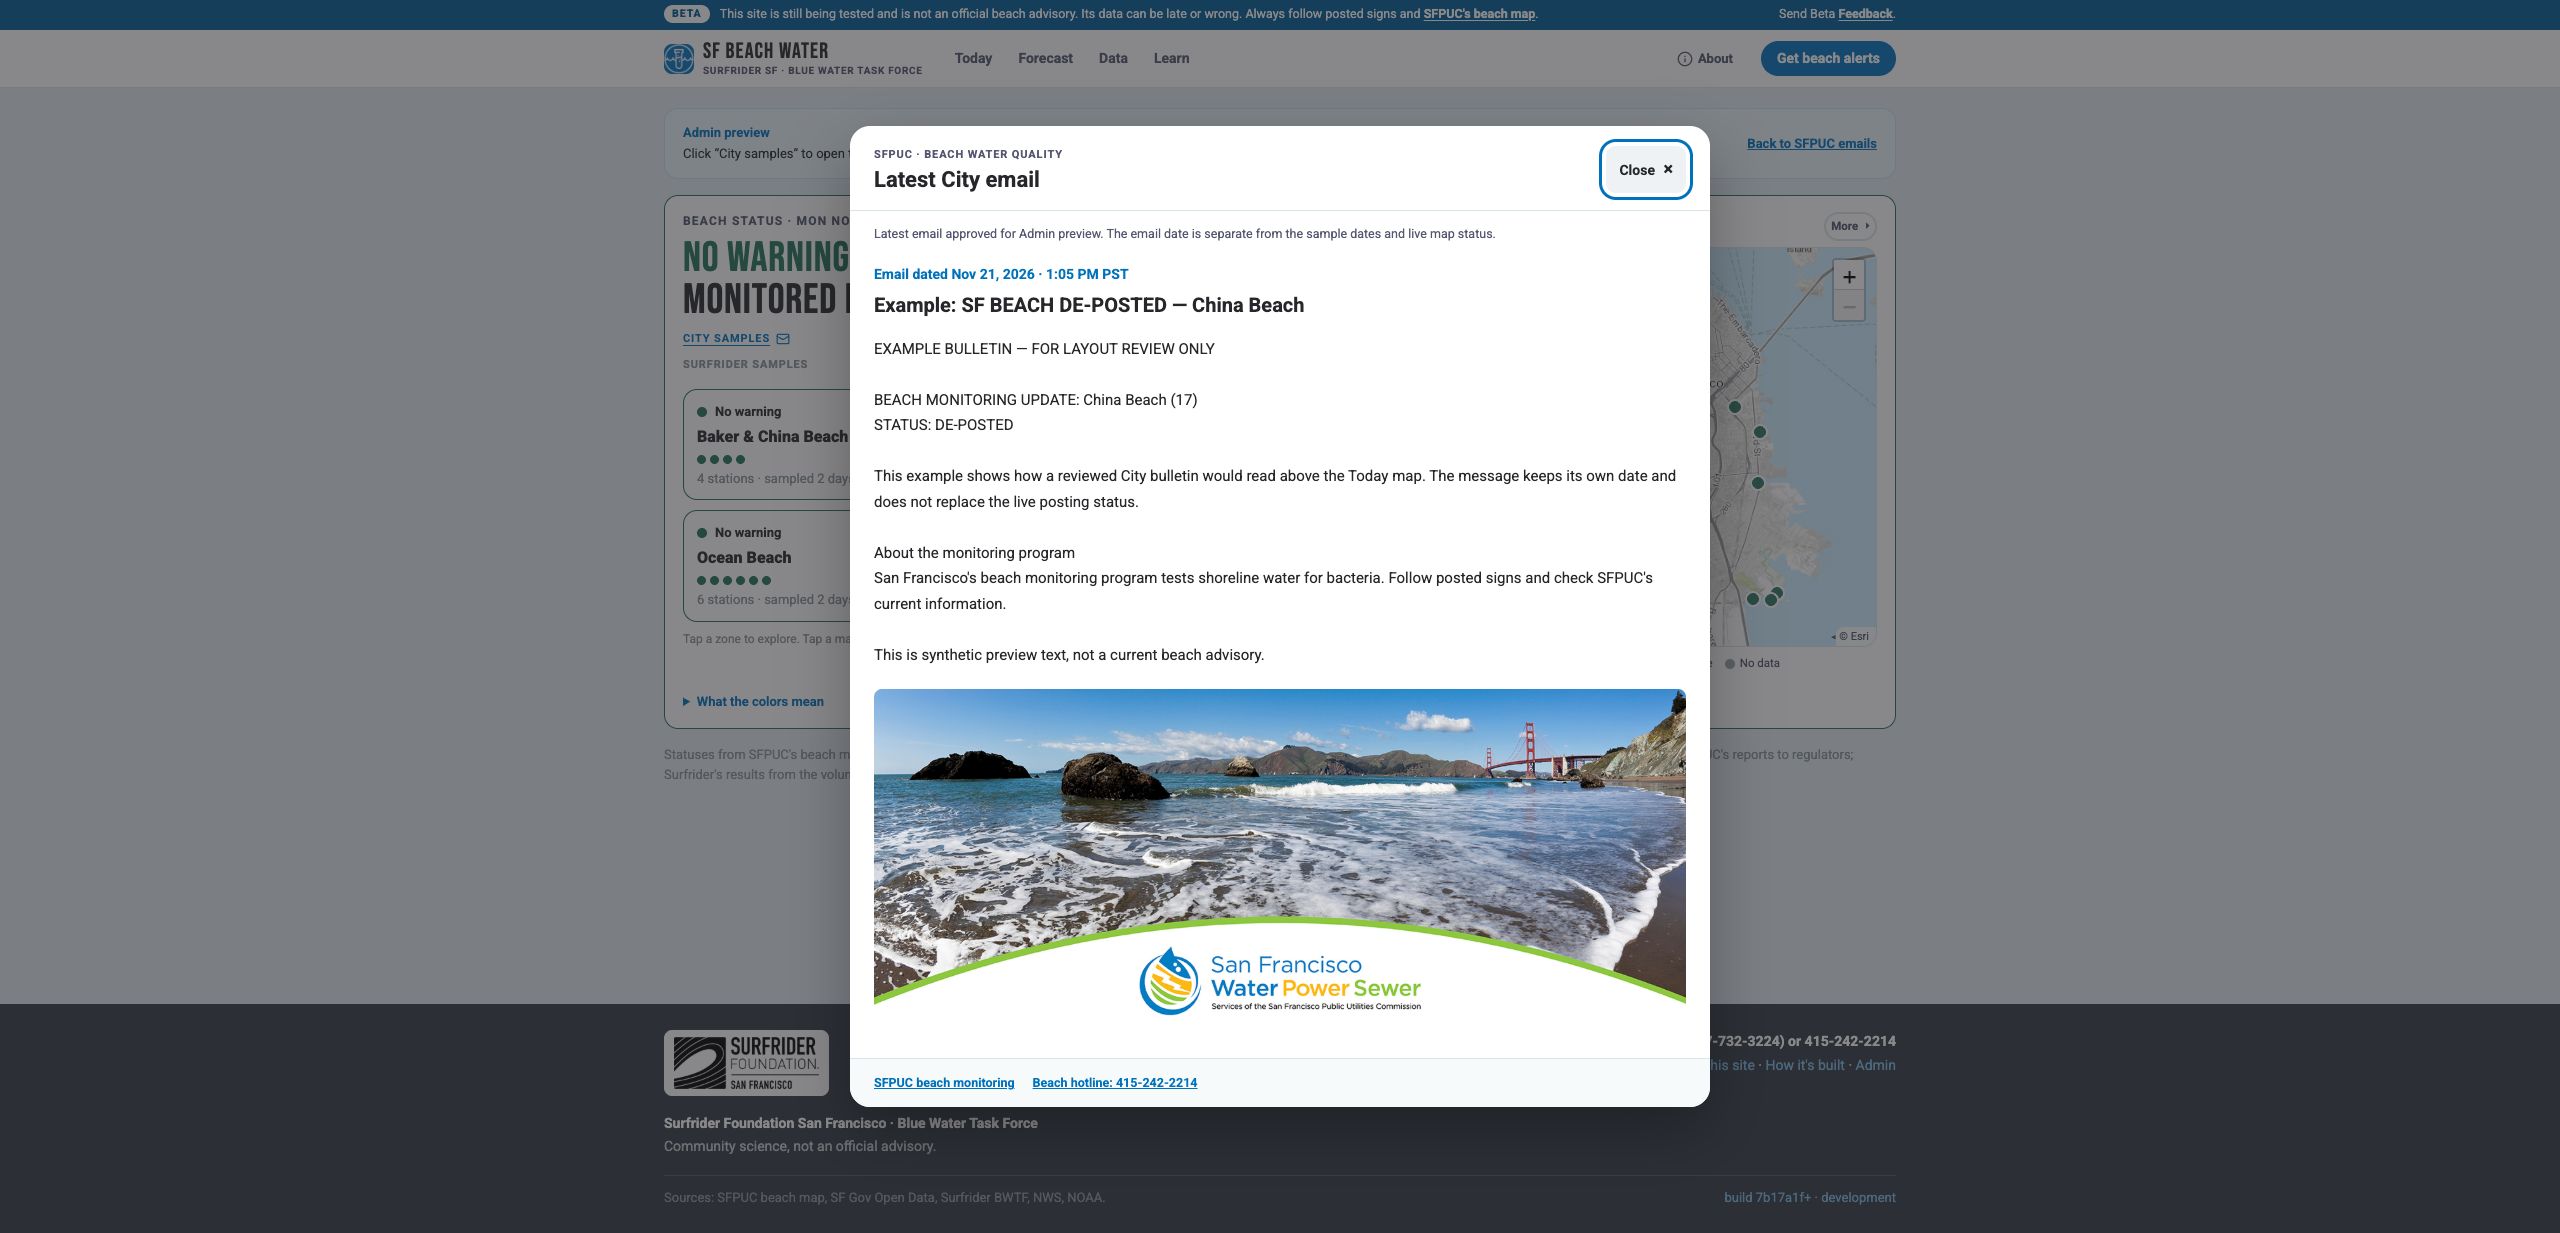 BETA This site is still being tested and is not an official beach advisory. Its data can be late or wrong. Always follow posted signs and SFPUC's beach map. Send Beta Feedback.
SF BEACH WATER
SURFRIDER SF · BLUE WATER TASK FORCE
Today Forecast Data Learn About Get beach alerts
Admin preview
Click “City samples” to open
Back to SFPUC emails
BEACH STATUS · MON NO
NO WARNING
MONITORED
CITY SAMPLES
SURFRIDER SAMPLES
No warning
Baker & China Beach
4 stations · sampled 2 day
No warning
Ocean Beach
6 stations · sampled 2 day
Tap a zone to explore. Tap a ma
What the colors mean
More
+
−
The Embarcadero
80
280
© Esri
No data
Statuses from SFPUC's beach m
Surfrider's results from the volun
UC's reports to regulators;
SFPUC · BEACH WATER QUALITY
Latest City email
Close ×
Latest email approved for Admin preview. The email date is separate from the sample dates and live map status.
Email dated Nov 21, 2026 · 1:05 PM PST
Example: SF BEACH DE-POSTED — China Beach
EXAMPLE BULLETIN — FOR LAYOUT REVIEW ONLY
BEACH MONITORING UPDATE: China Beach (17)
STATUS: DE-POSTED
This example shows how a reviewed City bulletin would read above the Today map. The message keeps its own date and
does not replace the live posting status.
About the monitoring program
San Francisco's beach monitoring program tests shoreline water for bacteria. Follow posted signs and check SFPUC's
current information.
This is synthetic preview text, not a current beach advisory.
San Francisco
Water Power Sewer
Services of the San Francisco Public Utilities Commission
SFPUC beach monitoring Beach hotline: 415-242-2214
SURFRIDER
FOUNDATION.
SAN FRANCISCO
7-732-3224) or 415-242-2214
his site · How it's built · Admin
Surfrider Foundation San Francisco · Blue Water Task Force
Community science, not an official advisory.
Sources: SFPUC beach map, SF Gov Open Data, Surfrider BWTF, NWS, NOAA.
build 7b17a1f+ · development